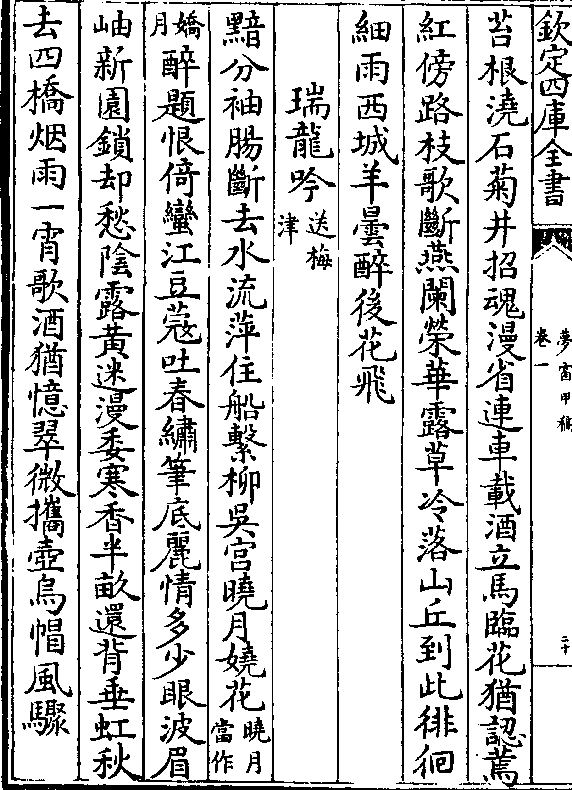 欽定四庫全書
夢窗甲稿
卷一
二十
苔根澆石菊井招魂漫省連車載酒立馬臨花猶認蔫
紅傍路枝歌斷燕闌榮華露草冷落山丘到此徘徊
細雨西城羊曇醉後花飛
瑞龍吟送梅津
黯分袖腸斷去水流萍住船繫柳吳宫曉月嬈花曉月當作
嬌月醉題恨倚蠻江豆蔻吐春繡筆底麗情多少眼波眉
岫新園鎖却愁陰露黃迷漫委寒香半畝還背垂虹秋
去四橋烟雨一宵歌酒猶憶翠微攜壺烏帽風驟